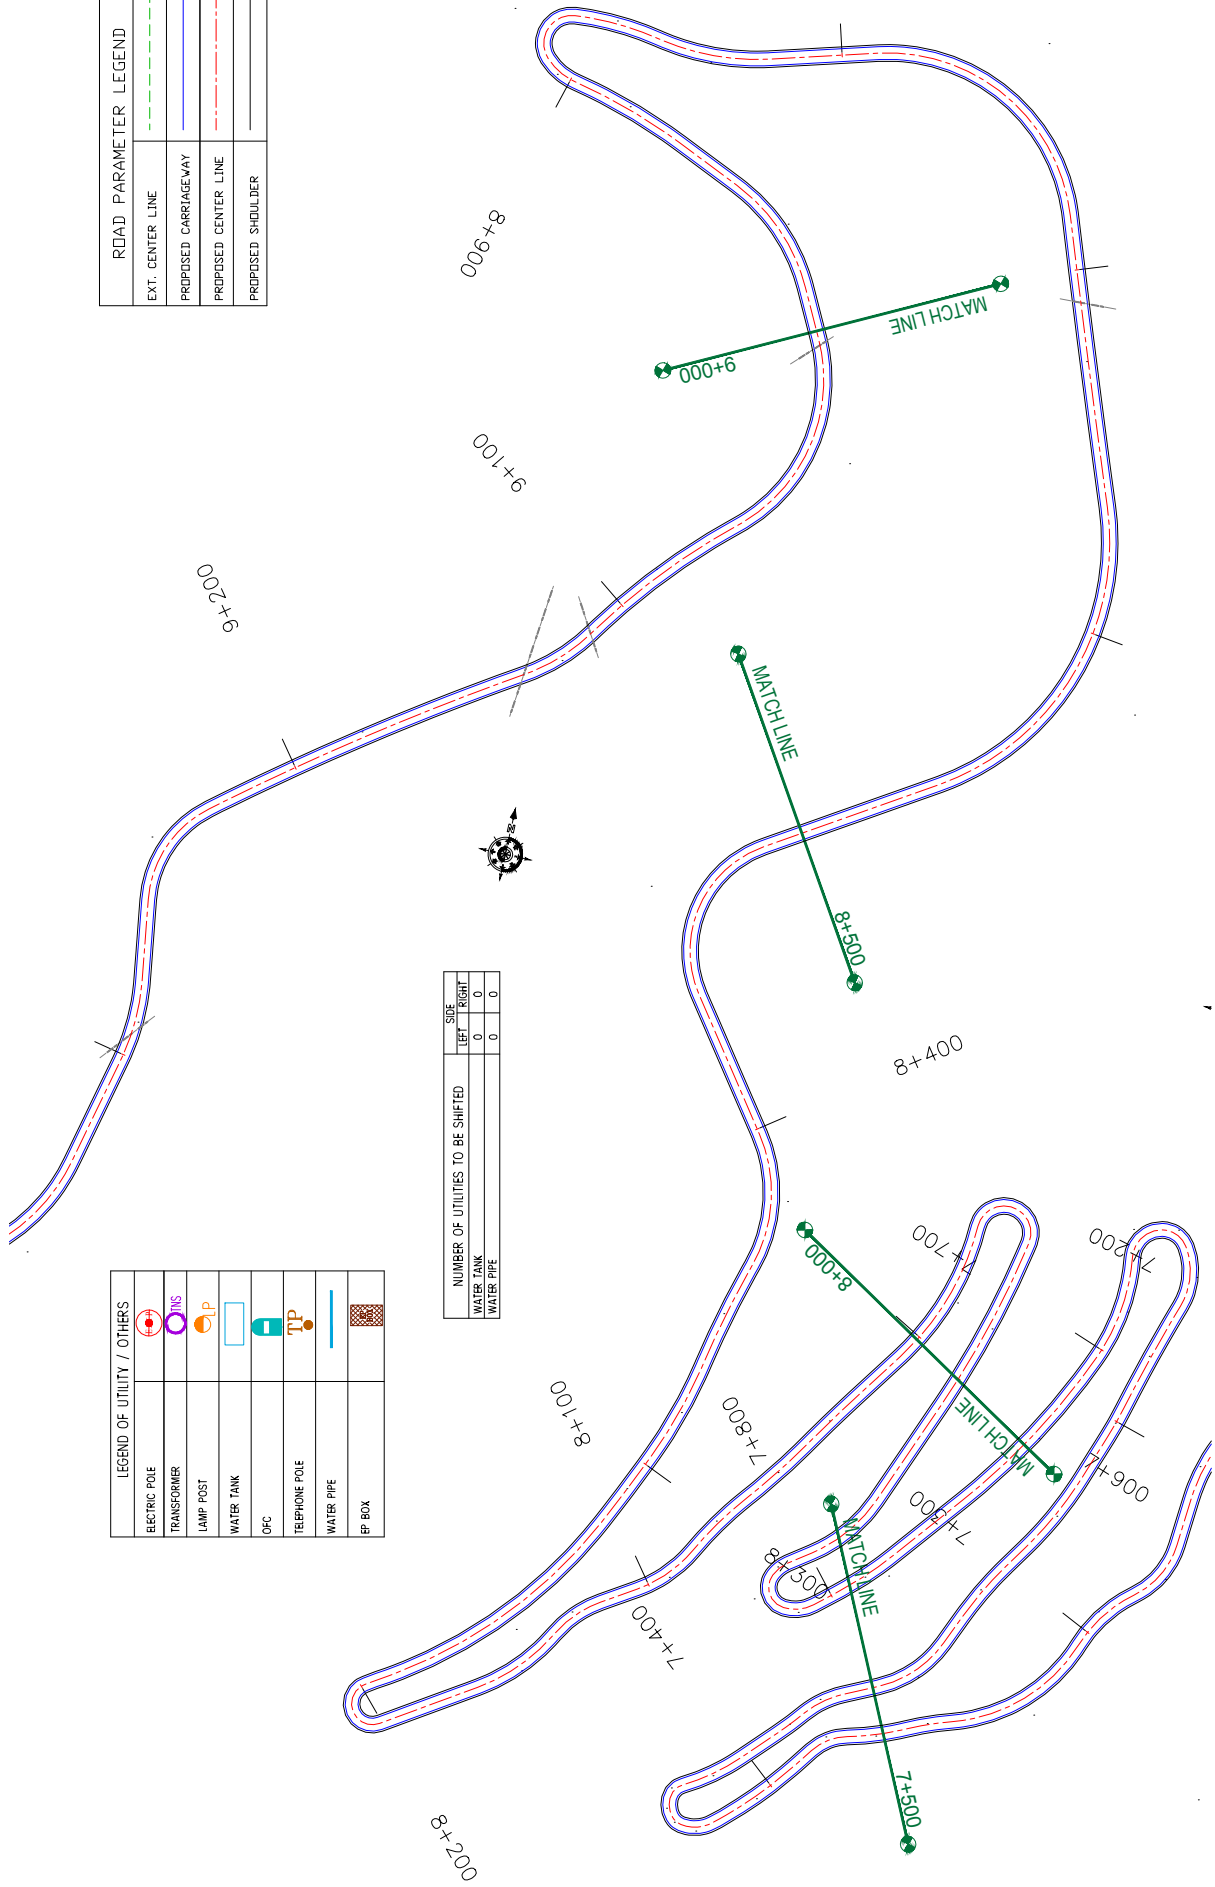 ROAD PARAMETER LEGEND
EXT. CENTER LINE
PROPOSED CARRIAGEWAY
PROPOSED CENTER LINE
PROPOSED SHOULDER
8+900
MATCH LINE
9+000
9+100
9+200
MATCH LINE
8+500
N
SIDE
NUMBER OF UTILITIES TO BE SHIFTED LEFT RIGHT
WATER TANK 0 0
WATER PIPE 0 0
8+400
LEGEND OF UTILITY / OTHERS
ELECTRIC POLE
TRANSFORMER TNS
LAMP POST LP
WATER TANK
OFC
TELEPHONE POLE TP
WATER PIPE
EP BOX
8+000
MATCH LINE
7+700
7+200
8+100
7+800
7+900
7+300
8+300
MATCH LINE
7+500
7+400
8+200